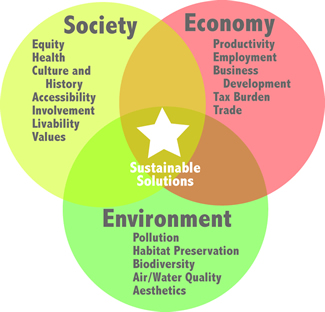 Society
Equity
Health
Culture and
History
Accessibility
Involvement
Livability
Values
Economy
Productivity
Employment
Business
Development
Tax Burden
Trade
Sustainable
Solutions
Environment
Pollution
Habitat Preservation
Biodiversity
Air/Water Quality
Aesthetics